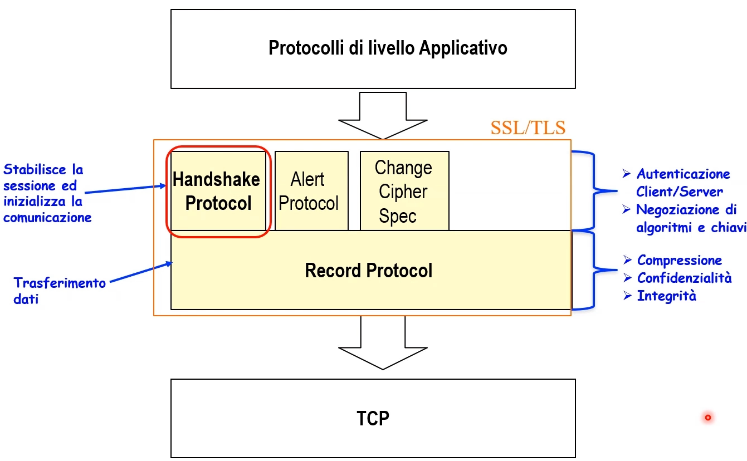 Protocolli di livello Applicativo
SSL/TLS
Stabilisce la
sessione ed
inizializza la
comunicazione
Handshake
Protocol
Alert
Protocol
Change
Cipher
Spec
➢ Autenticazione
Client/Server
➢ Negoziazione di
algoritmi e chiavi
Trasferimento
dati
Record Protocol
➢ Compressione
➢ Confidenzialità
➢ Integrità
TCP